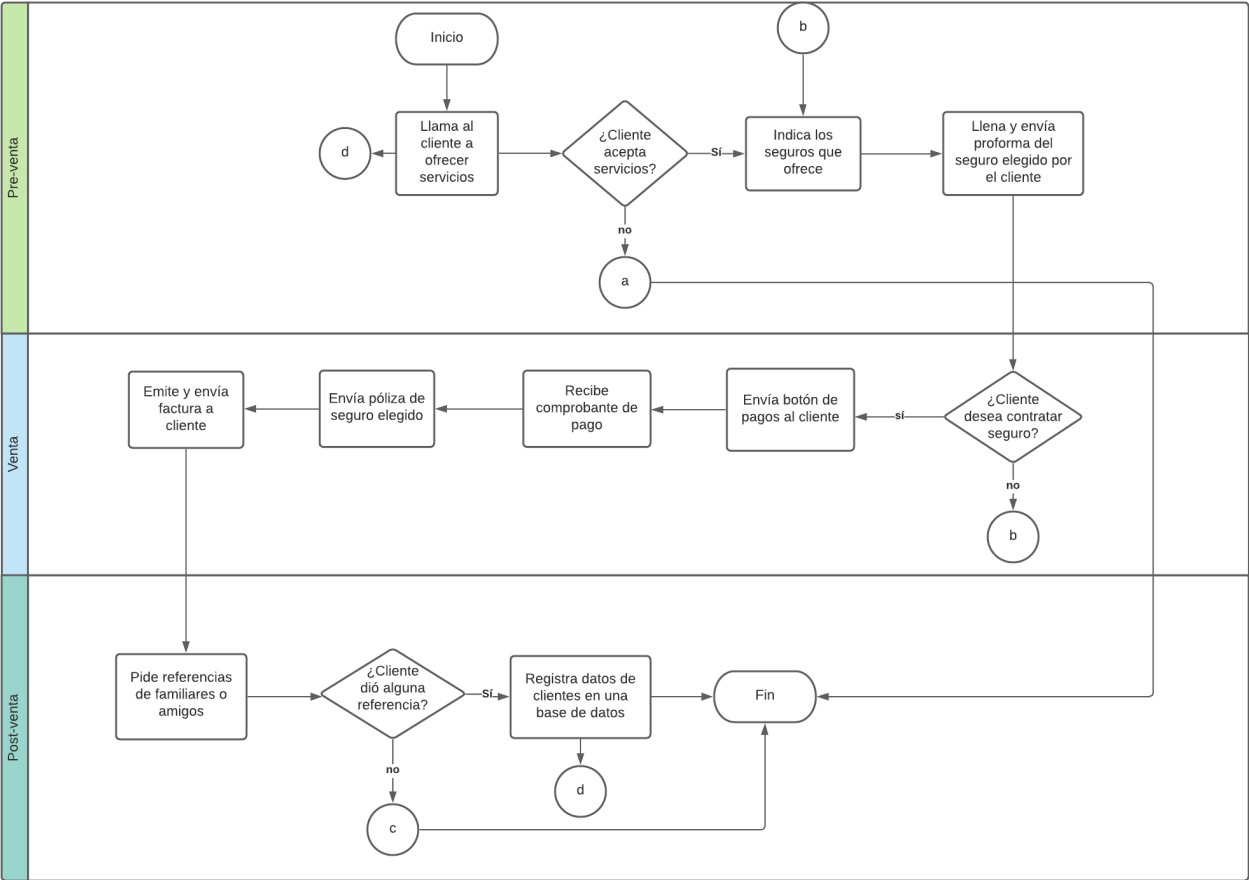 Pre-venta
Inicio
b
d
Llama al
cliente a
ofrecer
servicios
¿Cliente
acepta
servicios?
Sí
Indica los
seguros que
ofrece
Llena y envía
proforma del
seguro elegido por
el cliente
no
a
Venta
Emite y envía
factura a
cliente
Envía póliza de
seguro elegido
Recibe
comprobante de
pago
Envía botón de
pagos al cliente
sí
¿Cliente
desea contratar
seguro?
no
b
Post-venta
Pide referencias
de familiares o
amigos
¿Cliente
dió alguna
referencia?
Sí
Registra datos de
clientes en una
base de datos
Fin
no
d
c